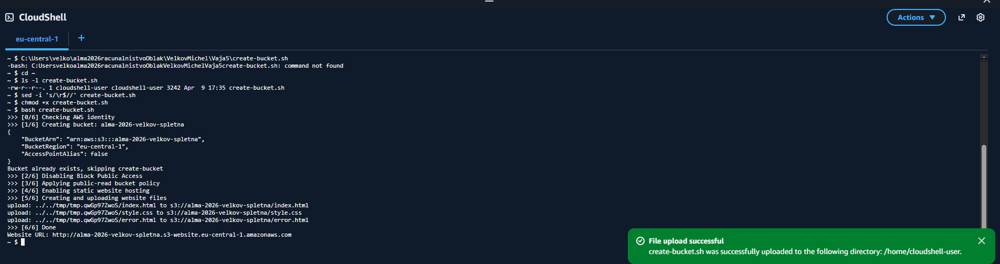 CloudShell
Actions
eu-central-1
~ $ C:\Users\velko\alma2026racunalnistvoOblak\VelkovMichel\Vaja5\create-bucket.sh
-bash: C:UsersvelkoalmaÂ2026racunalnistvoOblakVelkovMichelVaja5create-bucket.sh: command not found
~ $ cd ~
~ $ ls -l create-bucket.sh
-rw-r--r--. 1 cloudshell-user cloudshell-user 3242 Apr  9 17:35 create-bucket.sh
~ $ sed -i 's/\r$//' create-bucket.sh
~ $ chmod +x create-bucket.sh
~ $ bash create-bucket.sh
>>> [0/6] Checking AWS identity
>>> [1/6] Creating bucket: alma-2026-velkov-spletna
{
    "BucketArn": "arn:aws:s3:::alma-2026-velkov-spletna",
    "BucketRegion": "eu-central-1",
    "AccessPointAlias": false
}
Bucket already exists, skipping create-bucket
>>> [2/6] Disabling Block Public Access
>>> [3/6] Applying public-read bucket policy
>>> [4/6] Enabling static website hosting
>>> [5/6] Creating and uploading website files
upload: ../../tmp/tmp.qwGp97ZwoS/index.html to s3://alma-2026-velkov-spletna/index.html
upload: ../../tmp/tmp.qwGp97ZwoS/style.css to s3://alma-2026-velkov-spletna/style.css
upload: ../../tmp/tmp.qwGp97ZwoS/error.html to s3://alma-2026-velkov-spletna/error.html
>>> [6/6] Done
Website URL: http://alma-2026-velkov-spletna.s3-website.eu-central-1.amazonaws.com
~ $
File upload successful
create-bucket.sh was successfully uploaded to the following directory: /home/cloudshell-user.